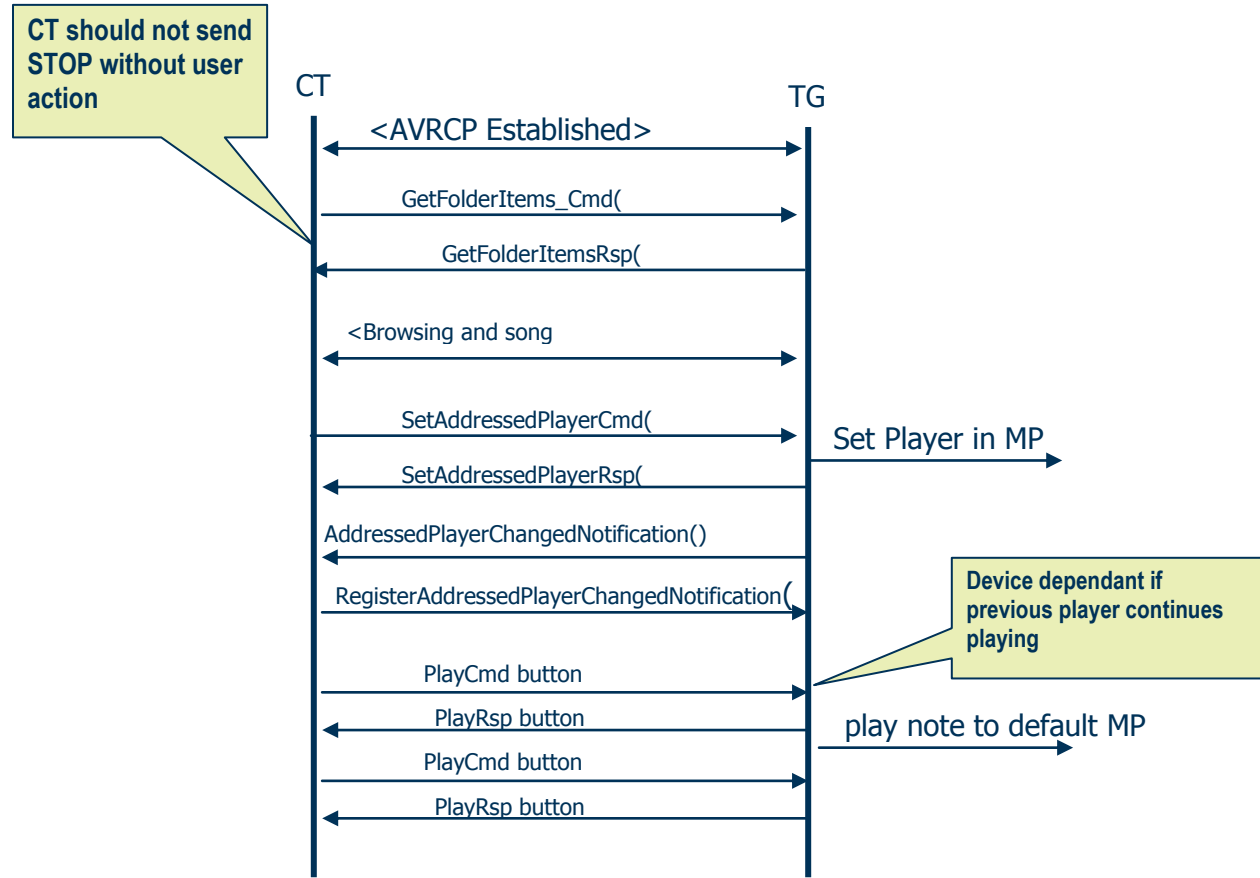 CT should not send
STOP without user
action
CT
TG
<AVRCP Established>
GetFolderItems_Cmd(
GetFolderItemsRsp(
<Browsing and song
SetAddressedPlayerCmd(
Set Player in MP
SetAddressedPlayerRsp(
AddressedPlayerChangedNotification()
RegisterAddressedPlayerChangedNotification(
Device dependant if
previous player continues
playing
PlayCmd button
PlayRsp button
play note to default MP
PlayCmd button
PlayRsp button